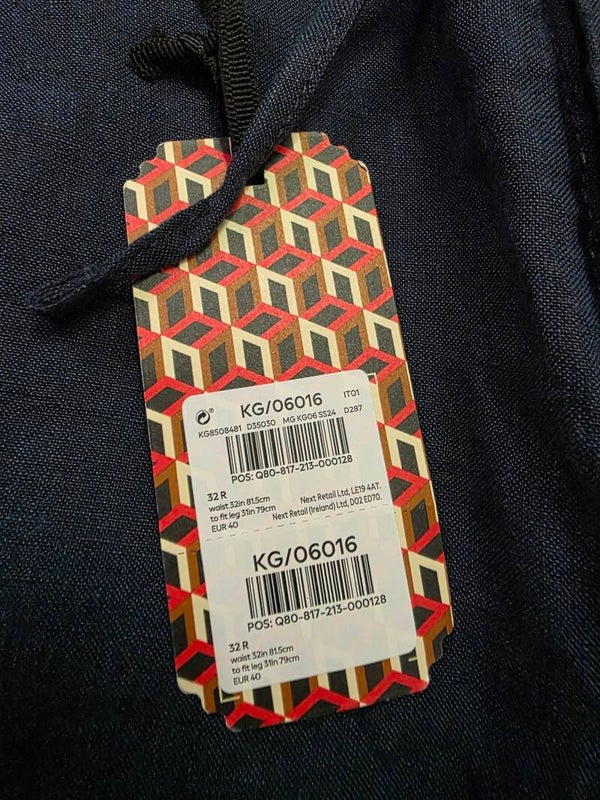 KG/06016 IT01
KG8508481 D35030 MG KG06 SS24 D287
POS: Q80-817-213-000128
32 R
waist 32in 81.5cm
to fit leg 31in 79cm
EUR 40
Next Retail Ltd, LE19 4AT.
Next Retail (Ireland) Ltd, D02 ED70.
KG/06016
POS: Q80-817-213-000128
32 R
waist 32in 81.5cm
to fit leg 31in 79cm
EUR 40